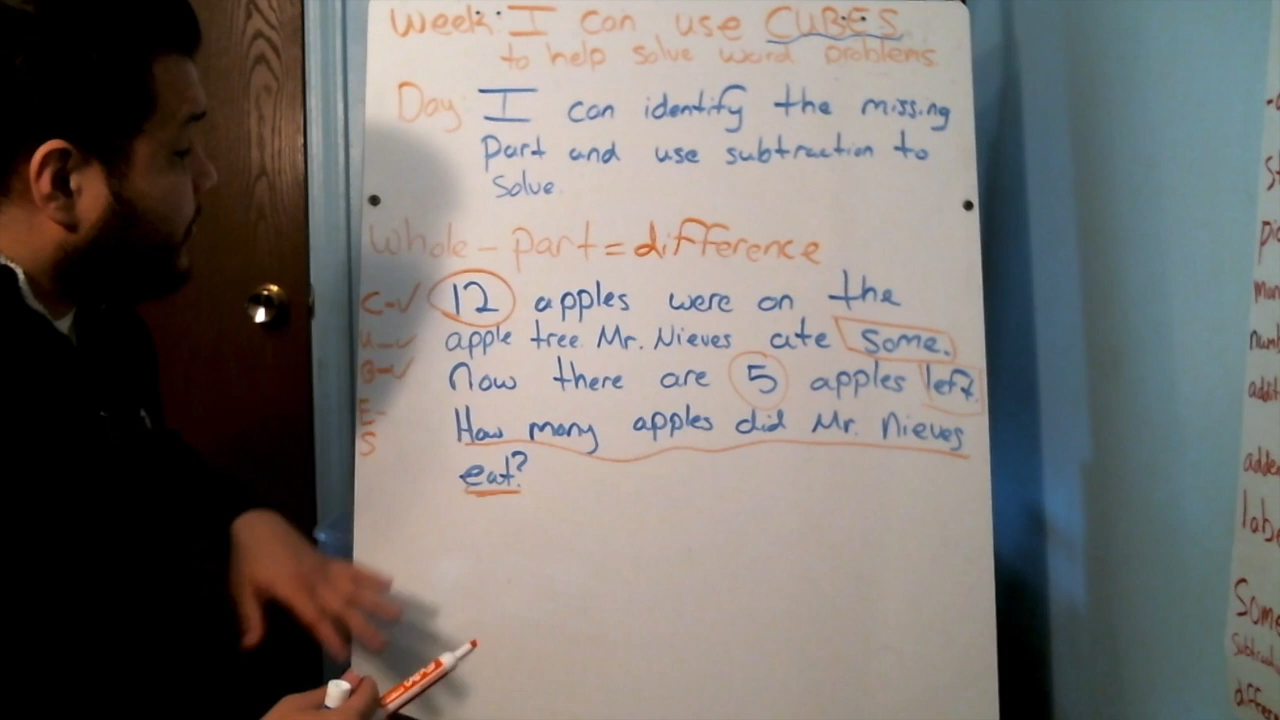 Week: I can use CUBES
to help solve word problems
Day I can identify the missing
part and use subtraction to
solve.
Whole - part = difference
C-✓ 12 apples were on the
U-✓ apple tree. Mr. Nieves ate some.
B-✓ Now there are 5 apples left.
E- How many apples did Mr. Nieves
S eat?